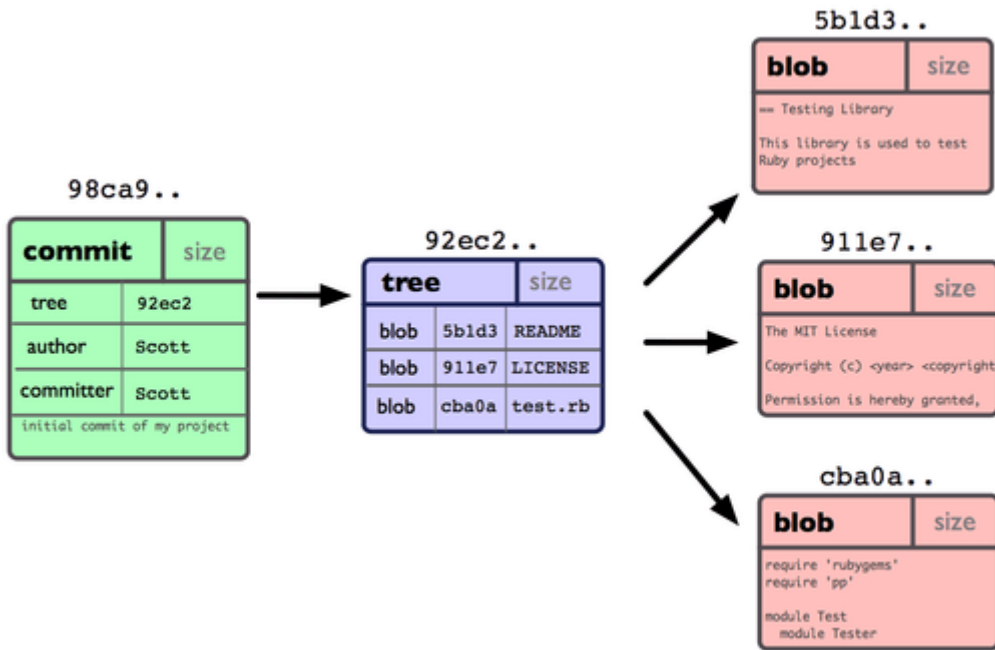 98ca9..
commit size
tree 92ec2
author Scott
committer Scott
initial commit of my project
92ec2..
tree size
blob 5b1d3 README
blob 911e7 LICENSE
blob cba0a test.rb
5b1d3..
blob size
== Testing Library
This library is used to test
Ruby projects
911e7..
blob size
The MIT License
Copyright (c) <year> <copyright
Permission is hereby granted,
cba0a..
blob size
require 'rubygems'
require 'pp'
module Test
module Tester